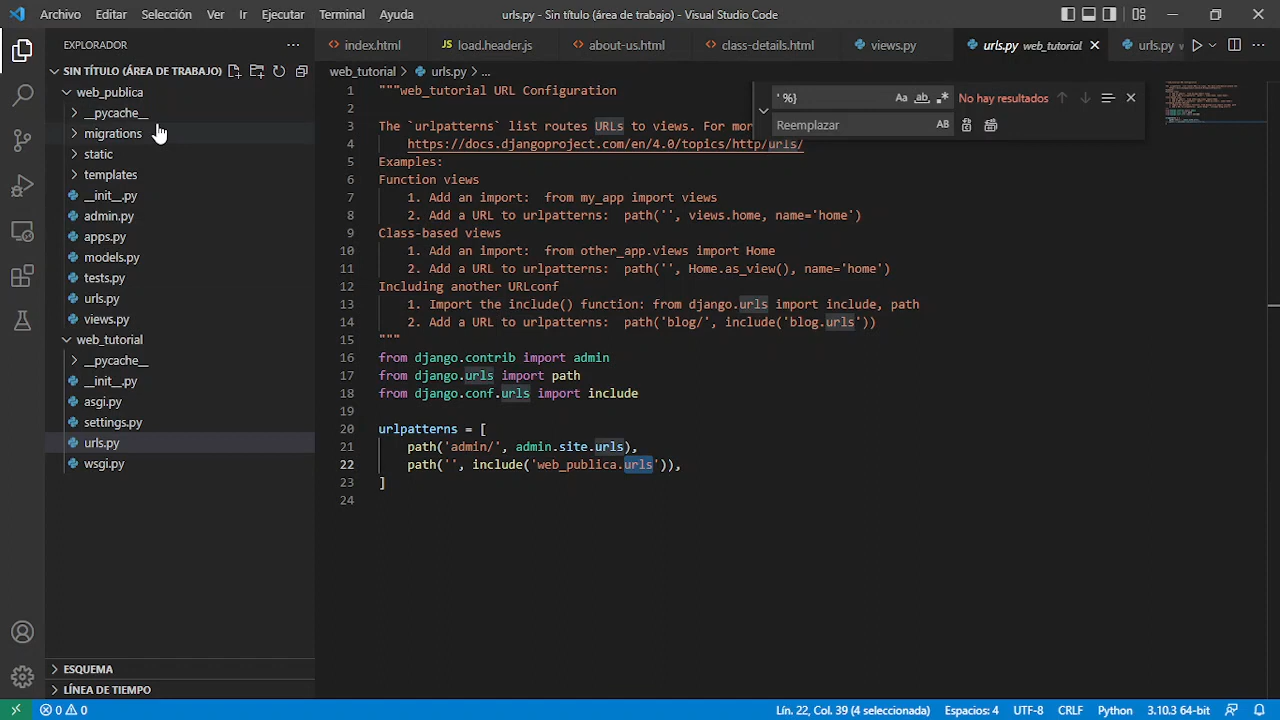 Archivo Editar Selección Ver Ir Ejecutar Terminal Ayuda urls.py - Sin título (área de trabajo) - Visual Studio Code
EXPLORADOR
SIN TÍTULO (ÁREA DE TRABAJO)
web_publica
__pycache__
migrations
static
templates
__init__.py
admin.py
apps.py
models.py
tests.py
urls.py
views.py
web_tutorial
__pycache__
__init__.py
asgi.py
settings.py
urls.py
wsgi.py
ESQUEMA
LÍNEA DE TIEMPO
index.html JS load.header.js about-us.html class-details.html views.py urls.py web_tutorial urls.py
web_tutorial > urls.py > ...
' %} Aa ab No hay resultados
Reemplazar AB
1 """web_tutorial URL Configuration
2
3 The `urlpatterns` list routes URLs to views. For mor
4 https://docs.djangoproject.com/en/4.0/topics/http/urls/
5 Examples:
6 Function views
7 1. Add an import:  from my_app import views
8 2. Add a URL to urlpatterns:  path('', views.home, name='home')
9 Class-based views
10 1. Add an import:  from other_app.views import Home
11 2. Add a URL to urlpatterns:  path('', Home.as_view(), name='home')
12 Including another URLconf
13 1. Import the include() function: from django.urls import include, path
14 2. Add a URL to urlpatterns:  path('blog/', include('blog.urls'))
15 """
16 from django.contrib import admin
17 from django.urls import path
18 from django.conf.urls import include
19
20 urlpatterns = [
21 path('admin/', admin.site.urls),
22 path('', include('web_publica.urls')),
23 ]
24
0 0 Lín. 22, Col. 39 (4 seleccionada) Espacios: 4 UTF-8 CRLF Python 3.10.3 64-bit